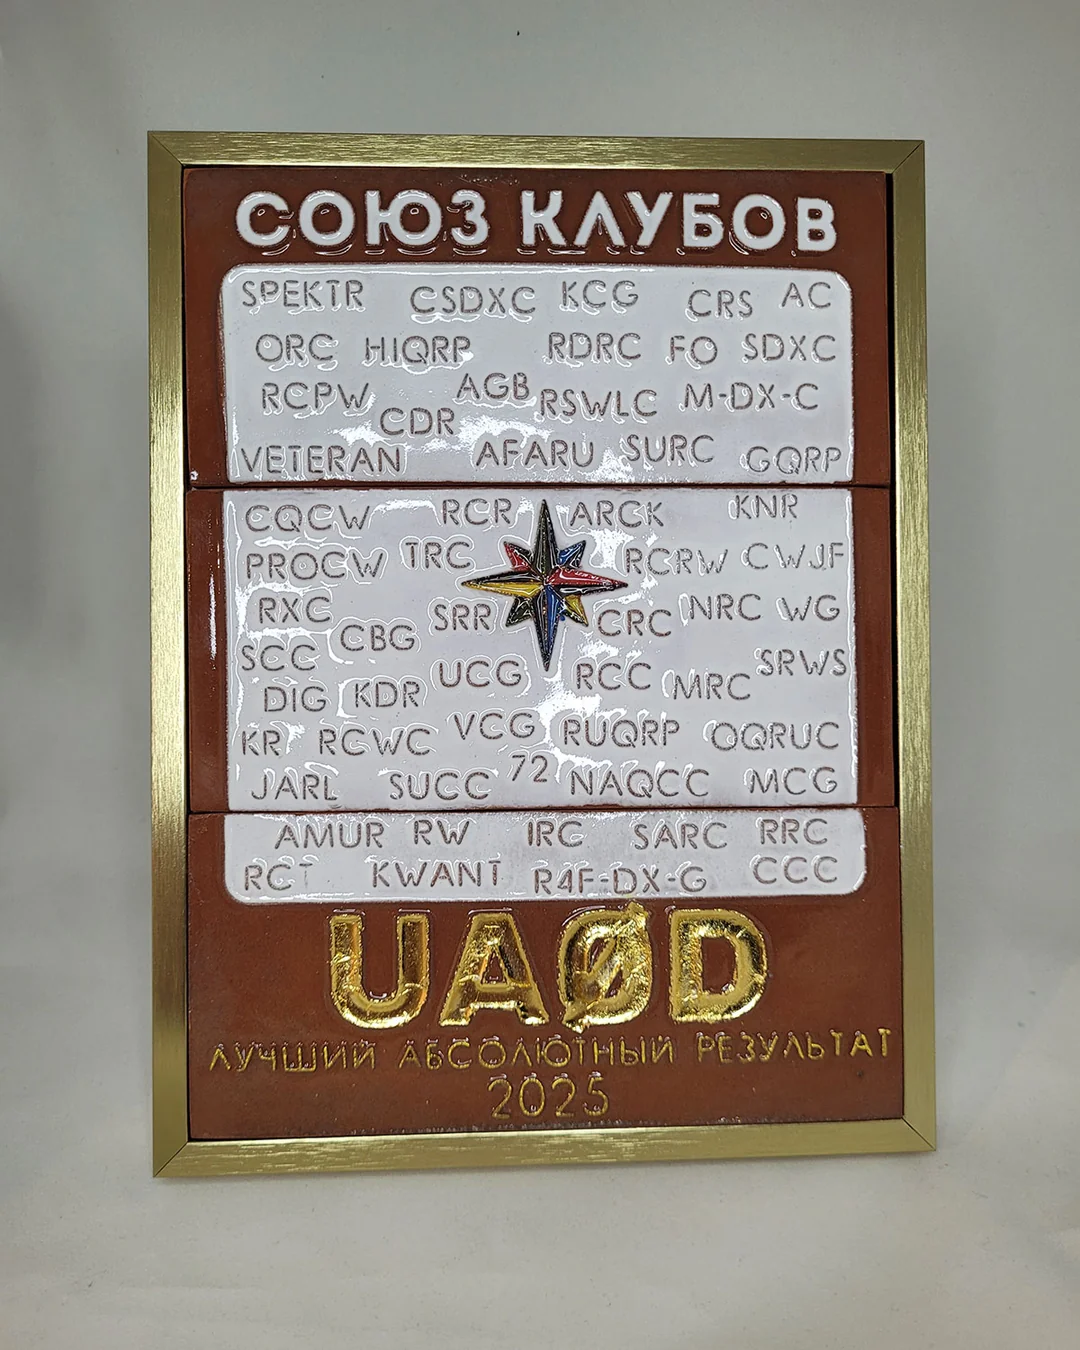 СОЮЗ КЛУБОВ
SPEKTR CSDXC KCG CRS AC
ORC HIQRP RDRC FO SDXC
RCPW CDR AGB RSWLC M-DX-C
VETERAN AFARU SURC GQRP
CQCW RCR ARCK KNR
PROCW TRC RCRW CWJF
RXC CBG SRR CRC NRC WG
SCC UCG RCC MRC SRWS
DIG KDR
KRT RCWC VCG RUQRP OQRUC
JARL SUCC 72 NAQCC MCG
AMUR RW IRG SARC RRC
RCT KWANT R4F-DX-G CCC
UAØD
ЛУЧШИЙ АБСОЛЮТНЫЙ РЕЗУЛЬТАТ
2025